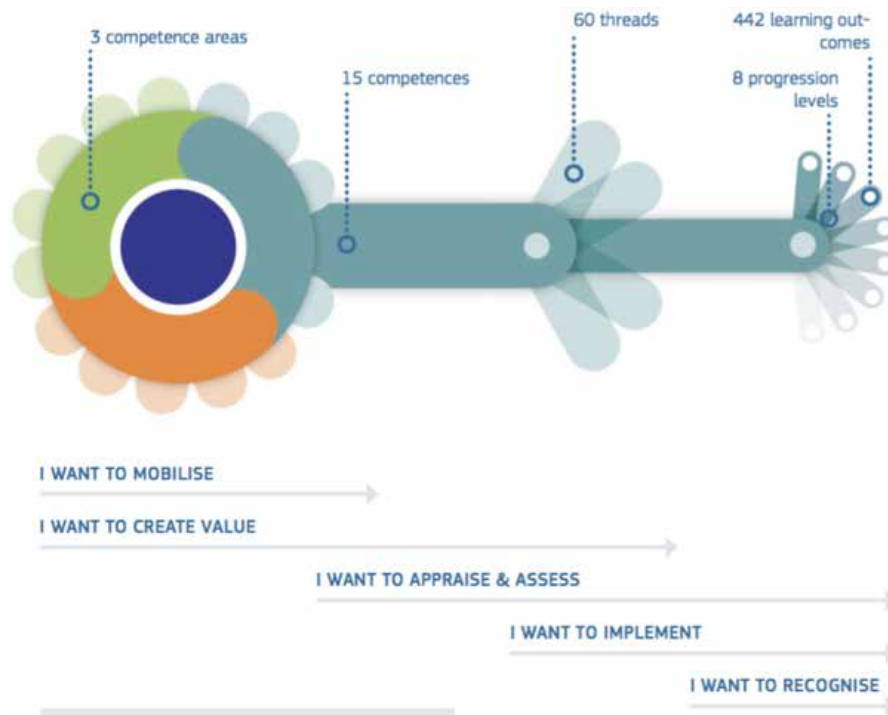 3 competence areas
60 threads
442 learning out-
comes
15 competences
8 progression
levels
I WANT TO MOBILISE
I WANT TO CREATE VALUE
I WANT TO APPRAISE & ASSESS
I WANT TO IMPLEMENT
I WANT TO RECOGNISE